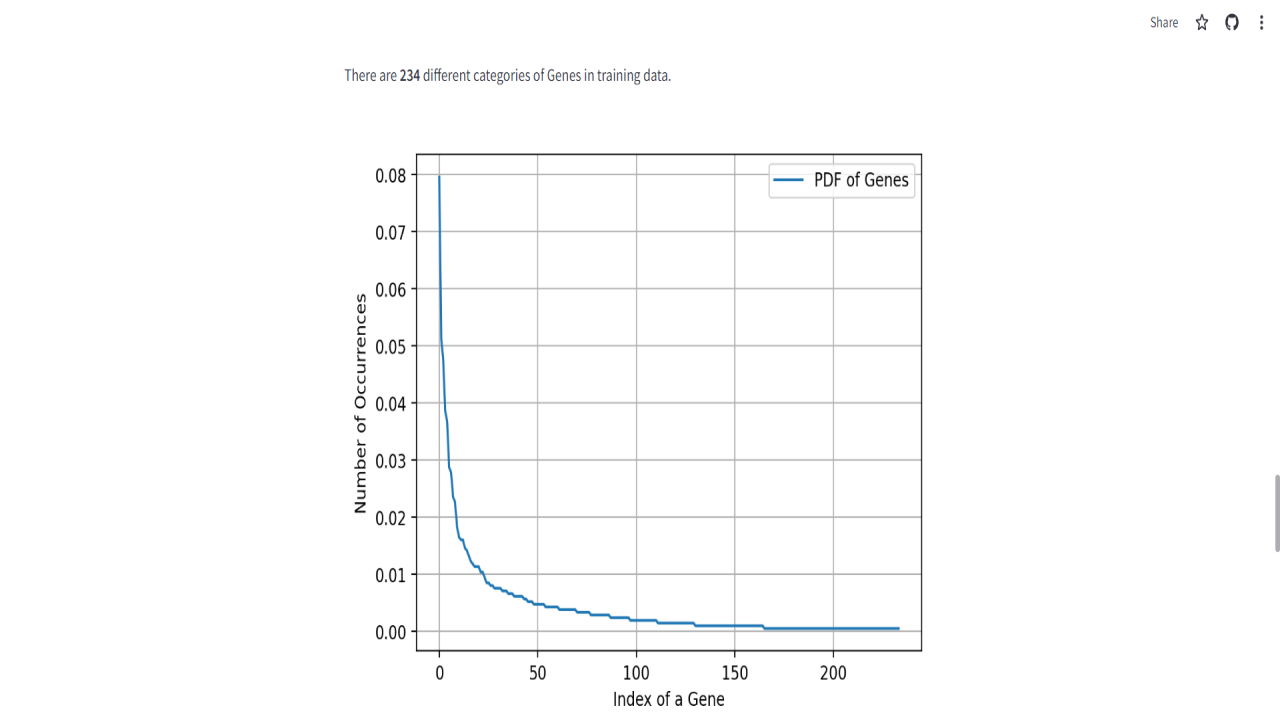 Share
There are 234 different categories of Genes in training data.
PDF of Genes
0.08
0.07
0.06
0.05
0.04
0.03
0.02
0.01
0.00
Number of Occurrences
0 50 100 150 200
Index of a Gene